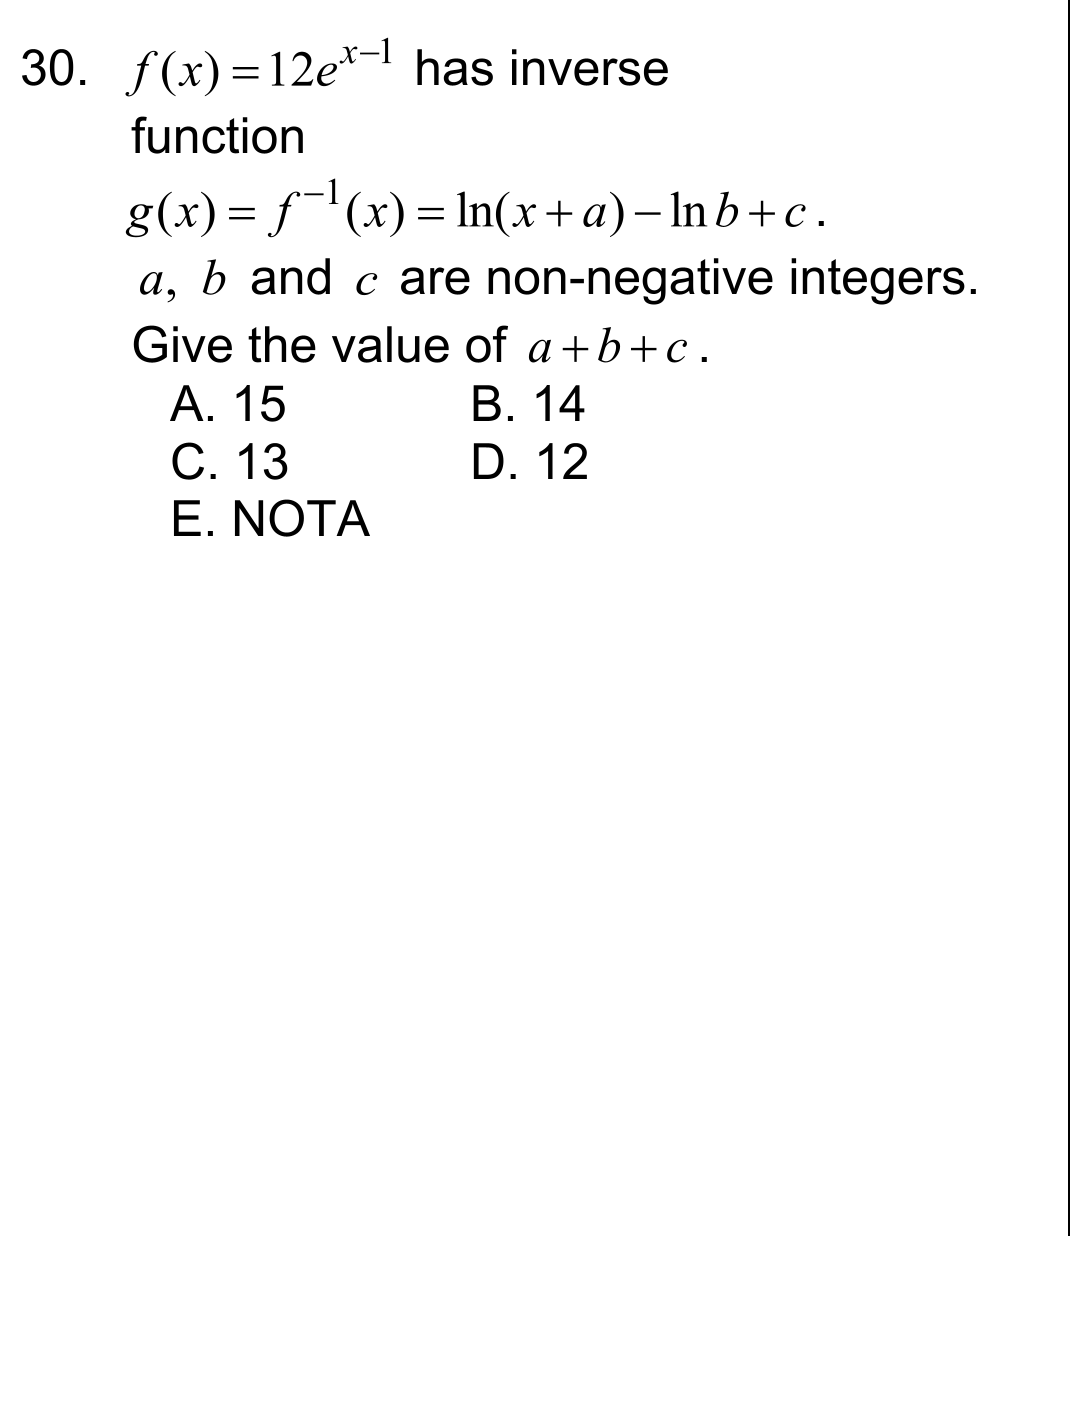 30. f(x) = 12e^{x−1} has inverse
function
g(x) = f^{−1}(x) = ln(x + a) − ln b + c .
a, b and c are non-negative integers.
Give the value of a + b + c .
A. 15 B. 14
C. 13 D. 12
E. NOTA